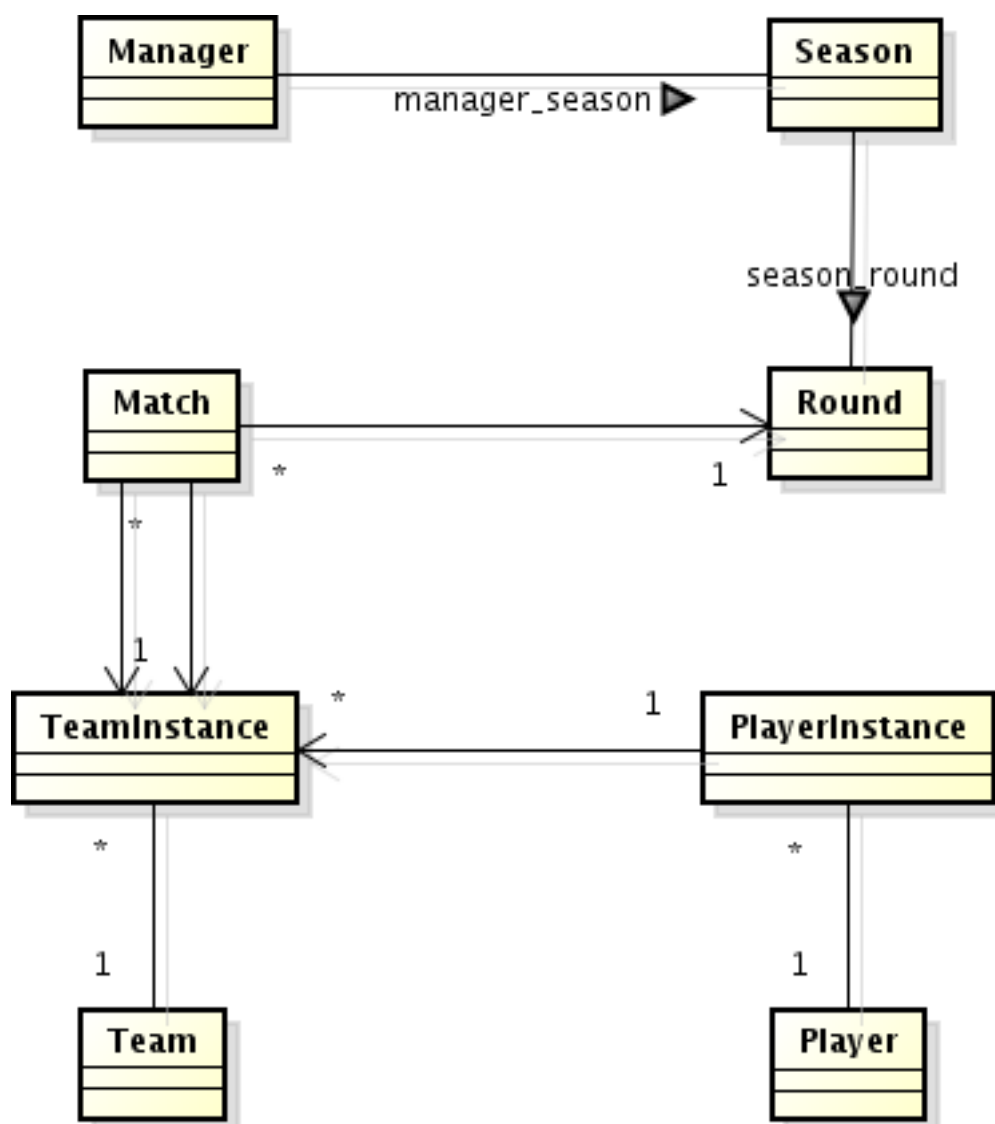 Manager
Season
manager_season
season_round
Match
Round
*
1
*
1
TeamInstance
*
1
PlayerInstance
*
*
1
1
Team
Player